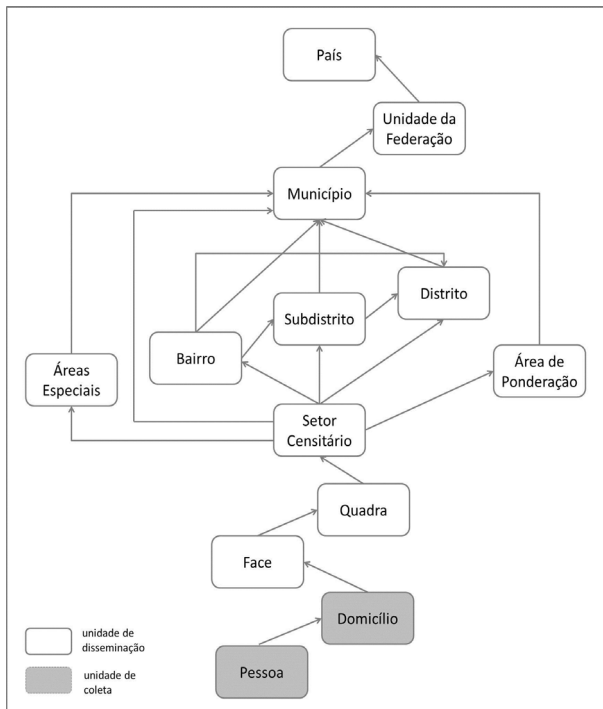 País
Unidade da
Federação
Município
Distrito
Subdistrito
Bairro
Áreas
Especiais
Área de
Ponderação
Setor
Censitário
Quadra
Face
Domicílio
Pessoa
unidade de
disseminação
unidade de
coleta